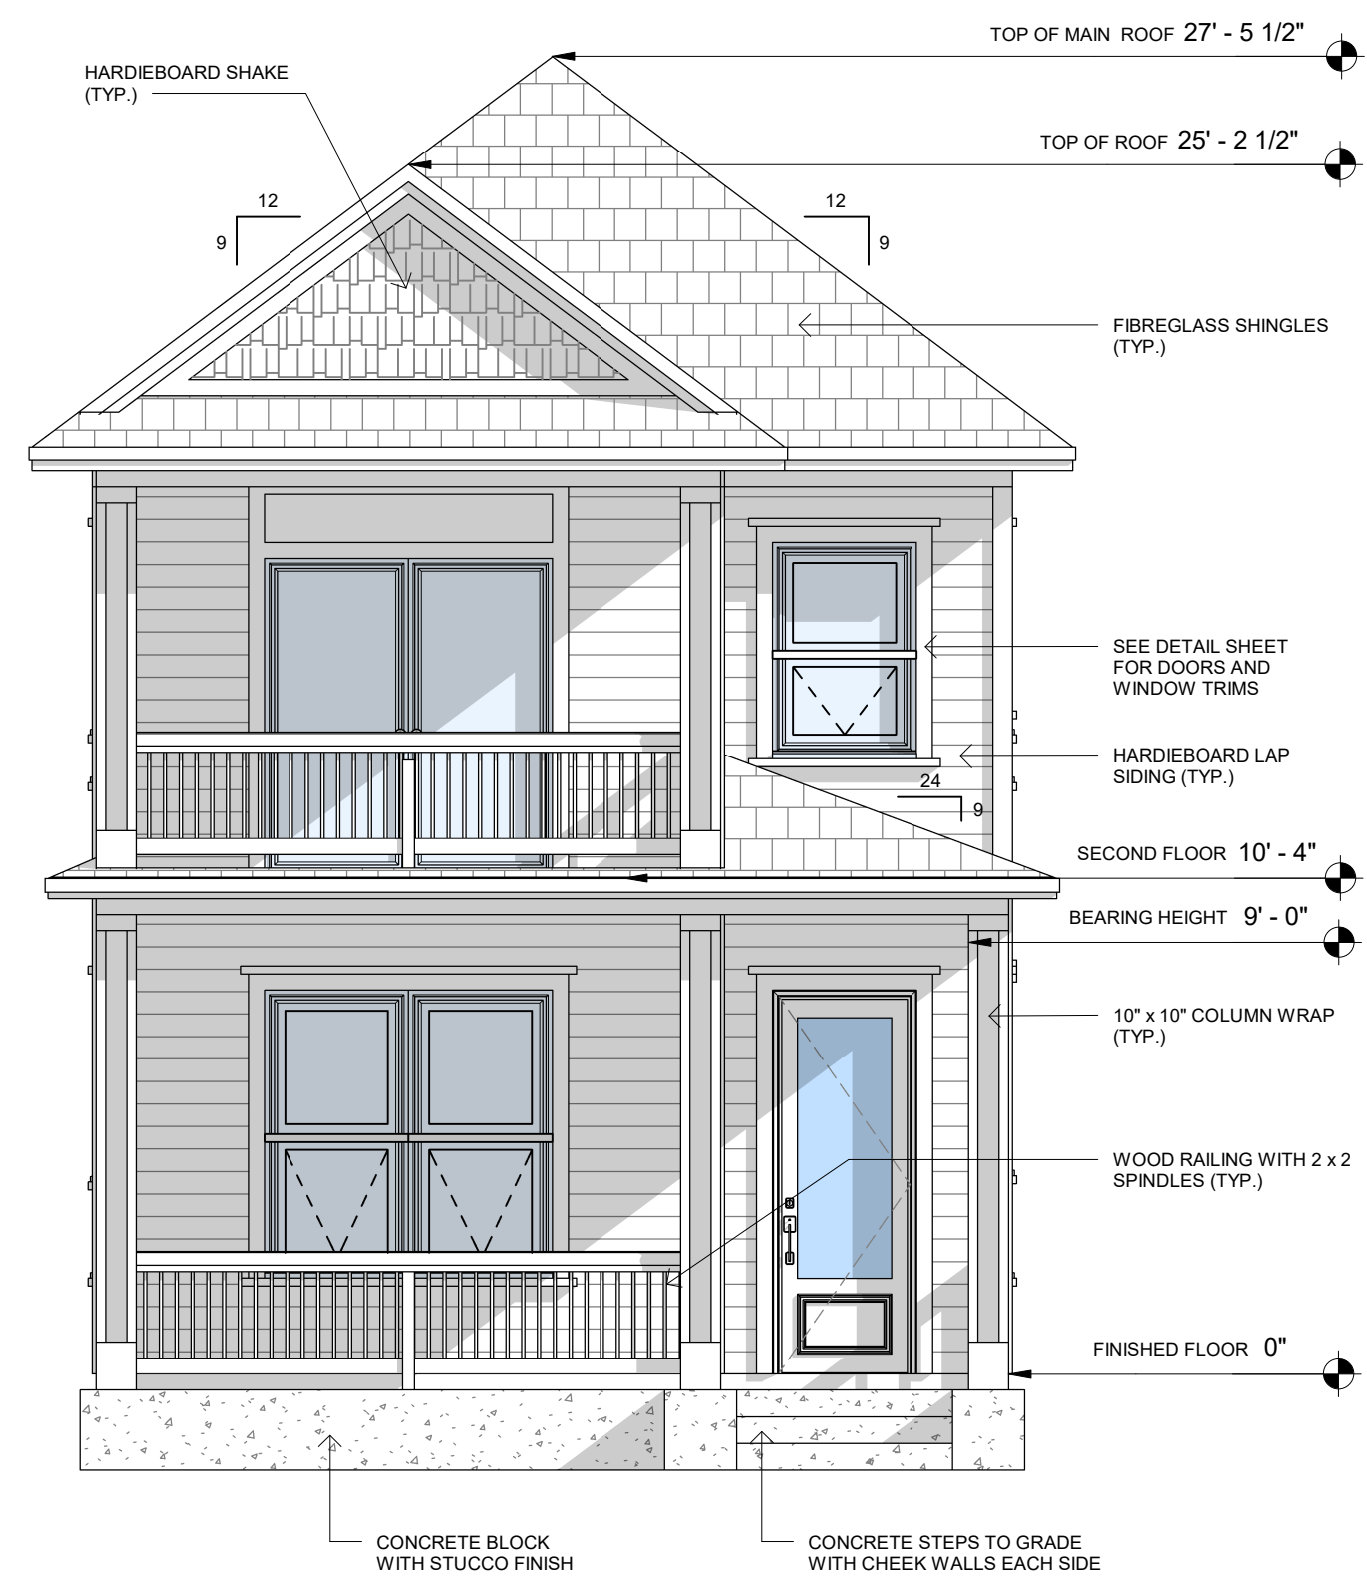 TOP OF MAIN ROOF 27' - 5 1/2"
HARDIEBOARD SHAKE
(TYP.)
TOP OF ROOF 25' - 2 1/2"
12
9
12
9
FIBREGLASS SHINGLES
(TYP.)
SEE DETAIL SHEET
FOR DOORS AND
WINDOW TRIMS
HARDIEBOARD LAP
SIDING (TYP.)
24
9
SECOND FLOOR 10' - 4"
BEARING HEIGHT 9' - 0"
10" x 10" COLUMN WRAP
(TYP.)
WOOD RAILING WITH 2 x 2
SPINDLES (TYP.)
FINISHED FLOOR 0"
CONCRETE BLOCK
WITH STUCCO FINISH
CONCRETE STEPS TO GRADE
WITH CHEEK WALLS EACH SIDE